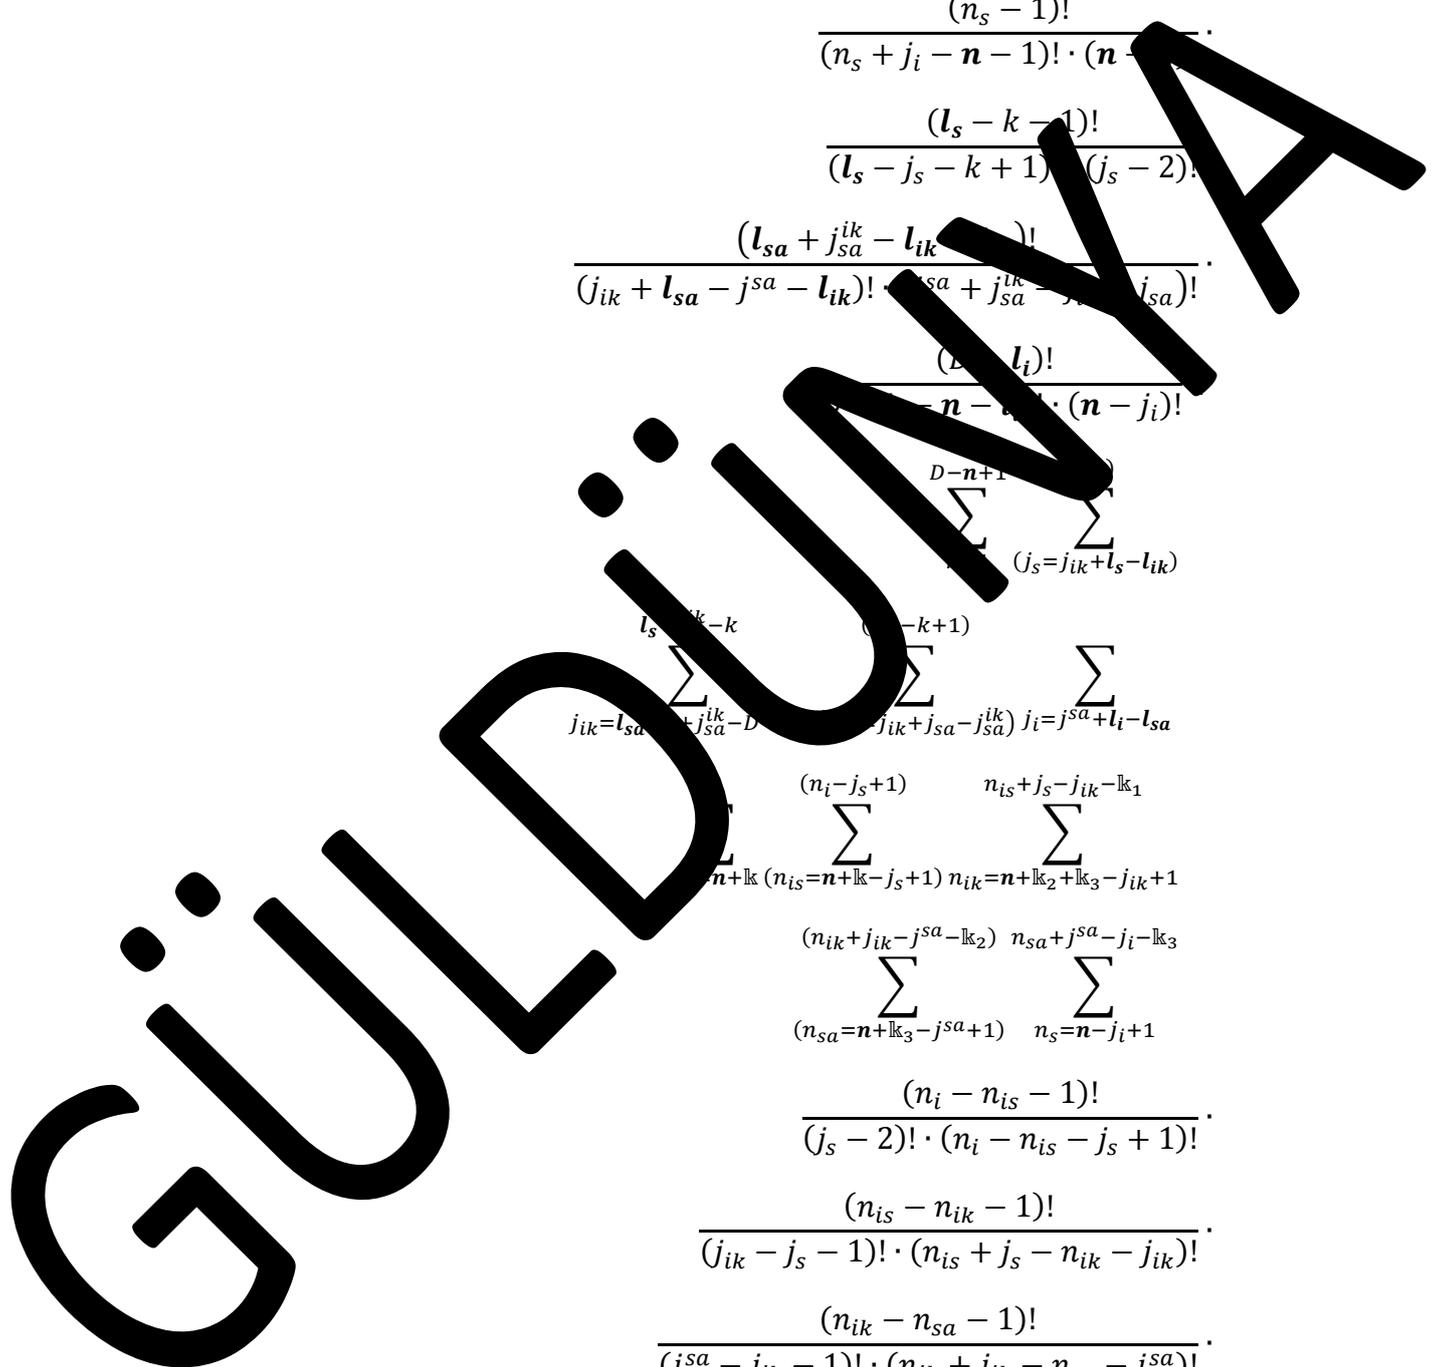 (n_s − 1)!
(n_s + j_i − n − 1)! · (n −
(l_s − k − 1)!
(l_s − j_s − k + 1) (j_s − 2)!
(l_sa + j_sa^ik − l_ik )!
(j_ik + l_sa − j^sa − l_ik)! · sa + j_sa^ik − j_sa)!
l_i)!
− n − · (n − j_i)!
D−n+1
∑ ∑
(j_s=j_ik+l_s−l_ik)
l_s ik−k −k+1)
∑ ∑ ∑
j_ik=l_sa +j_sa^ik−D j_ik+j_sa−j_sa^ik) j_i=j^sa+l_i−l_sa
(n_i−j_s+1) n_is+j_s−j_ik−𝕜_1
∑ ∑ ∑
n+𝕜 (n_is=n+𝕜−j_s+1) n_ik=n+𝕜_2+𝕜_3−j_ik+1
(n_ik+j_ik−j^sa−𝕜_2) n_sa+j^sa−j_i−𝕜_3
∑ ∑
(n_sa=n+𝕜_3−j^sa+1) n_s=n−j_i+1
(n_i − n_is − 1)!
(j_s − 2)! · (n_i − n_is − j_s + 1)! ·
(n_is − n_ik − 1)!
(j_ik − j_s − 1)! · (n_is + j_s − n_ik − j_ik)! ·
(n_ik − n_sa − 1)!
GÜLDÜNYA